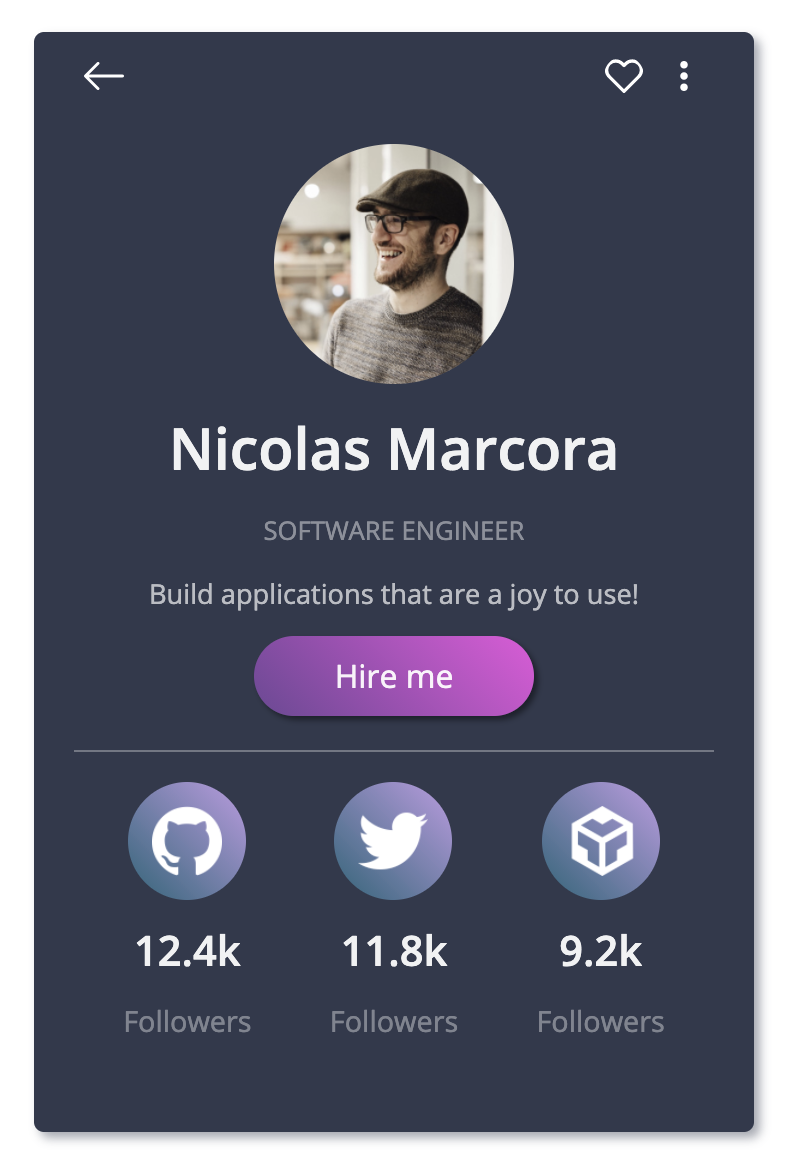 Nicolas Marcora
SOFTWARE ENGINEER
Build applications that are a joy to use!
Hire me
12.4k 11.8k 9.2k
Followers Followers Followers